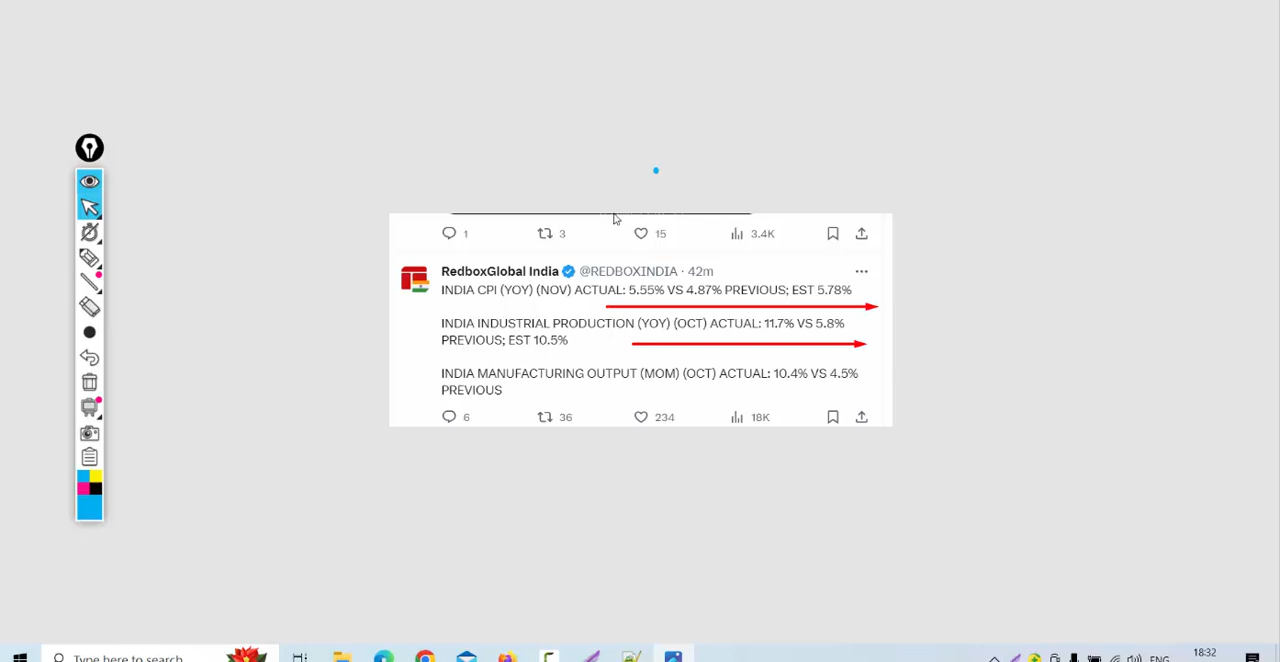 1 3 15 3.4K
RedboxGlobal India @REDBOXINDIA · 42m
INDIA CPI (YOY) (NOV) ACTUAL: 5.55% VS 4.87% PREVIOUS; EST 5.78%
INDIA INDUSTRIAL PRODUCTION (YOY) (OCT) ACTUAL: 11.7% VS 5.8%
PREVIOUS; EST 10.5%
INDIA MANUFACTURING OUTPUT (MOM) (OCT) ACTUAL: 10.4% VS 4.5%
PREVIOUS
6 36 234 18K
Type here to search ENG 18:32